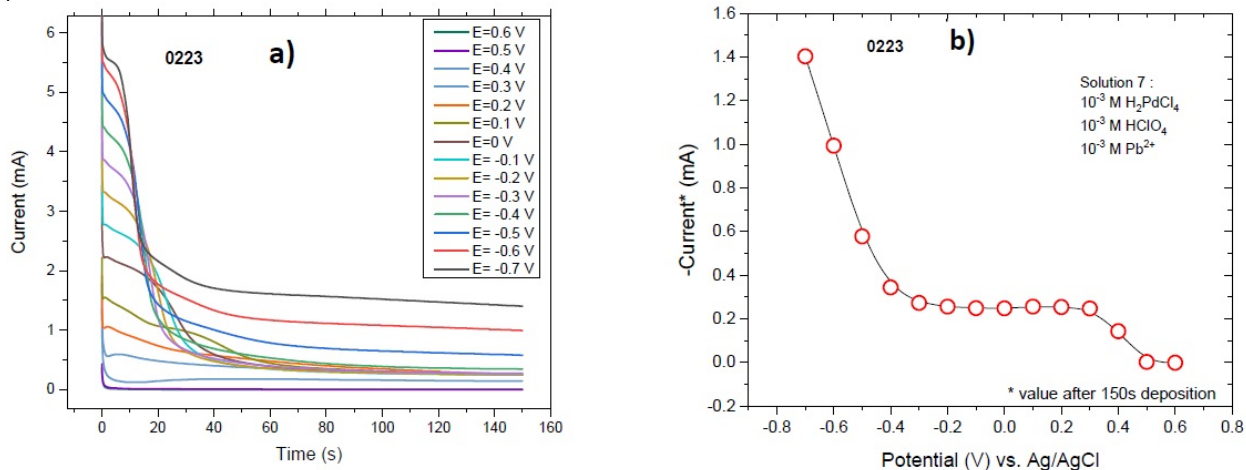 0223
a)
E=0.6 V
E=0.5 V
E=0.4 V
E=0.3 V
E=0.2 V
E=0.1 V
E=0 V
E= -0.1 V
E= -0.2 V
E= -0.3 V
E= -0.4 V
E= -0.5 V
E= -0.6 V
E= -0.7 V
6
5
4
3
2
1
0
Current (mA)
0 20 40 60 80 100 120 140 160
Time (s)
0223
b)
Solution 7 :
10⁻³ M H₂PdCl₄
10⁻³ M HClO₄
10⁻³ M Pb²⁺
* value after 150s deposition
1.6
1.4
1.2
1.0
0.8
0.6
0.4
0.2
0.0
-0.2
-Current* (mA)
-0.8 -0.6 -0.4 -0.2 0.0 0.2 0.4 0.6 0.8
Potential (V) vs. Ag/AgCl